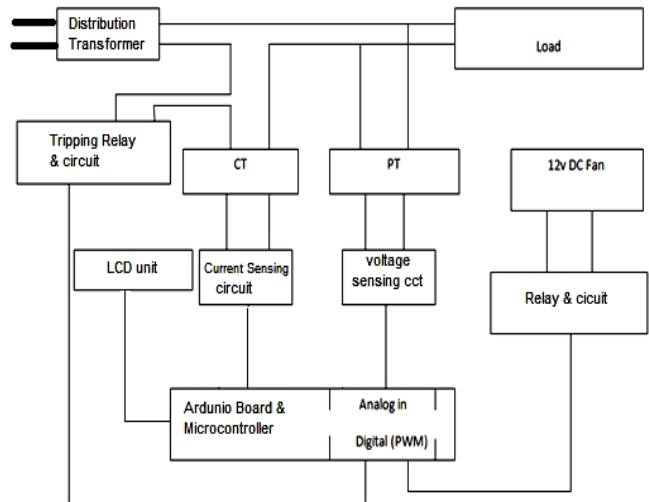 Distribution
Transformer
Load
Tripping Relay
& circuit
CT
PT
12v DC Fan
LCD unit
Current Sensing
circuit
voltage
sensing cct
Relay & cicuit
Ardunio Board &
Microcontroller
Analog in
Digital (PWM)